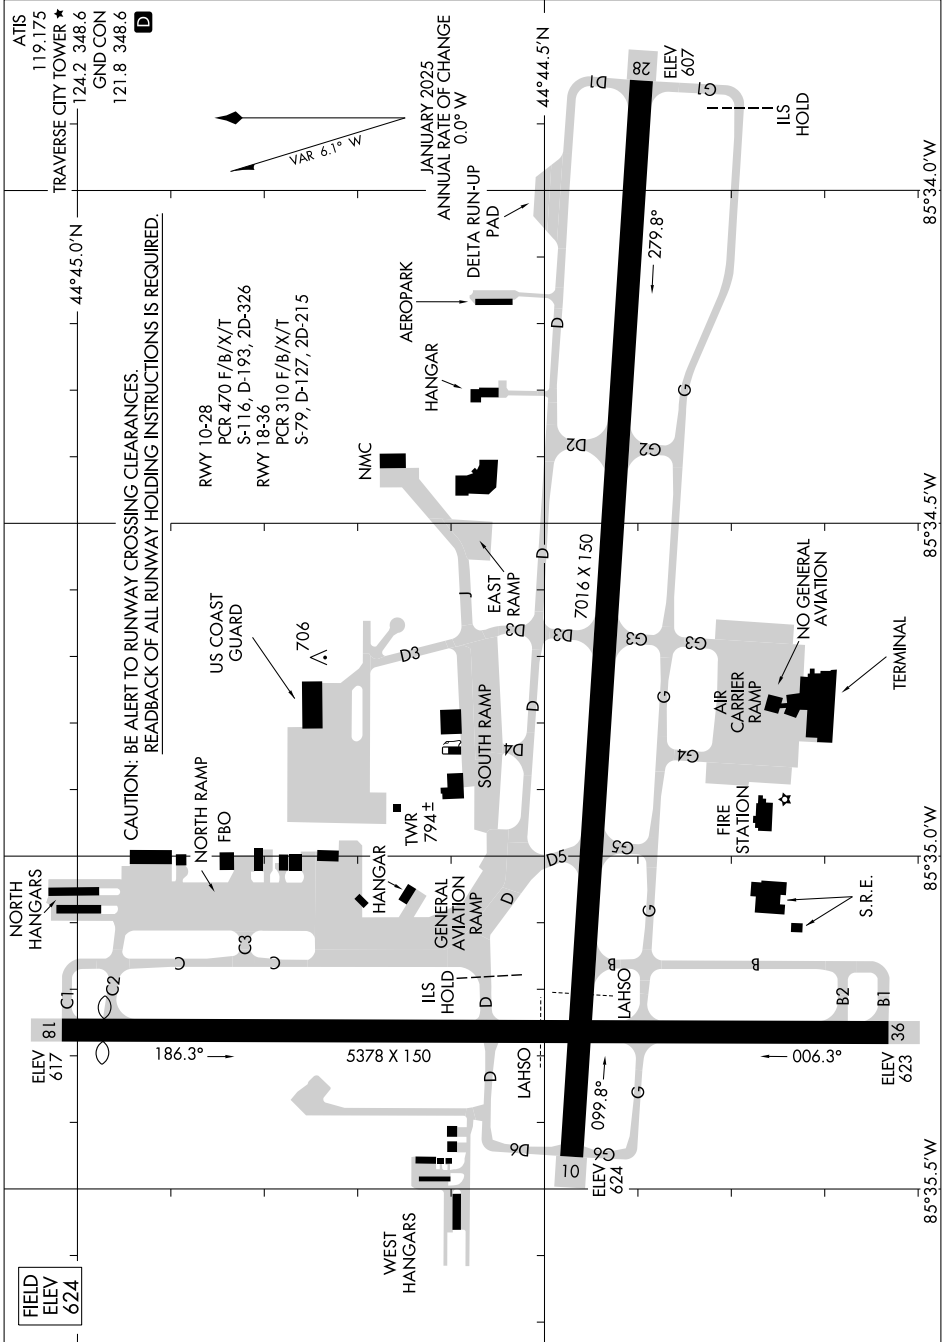 ATIS
119.175
TRAVERSE CITY TOWER ★
124.2 348.6
GND CON
121.8 348.6
D
FIELD
ELEV
624
CAUTION: BE ALERT TO RUNWAY CROSSING CLEARANCES.
READBACK OF ALL RUNWAY HOLDING INSTRUCTIONS IS REQUIRED.
44°45.0'N
RWY 10-28
PCR 470 F/B/X/T
S-116, D-193, 2D-326
RWY 18-36
PCR 310 F/B/X/T
S-79, D-127, 2D-215
VAR 6.1° W
JANUARY 2025
ANNUAL RATE OF CHANGE
0.0° W
44°44.5'N
NORTH
HANGARS
NORTH RAMP
FBO
ELEV
617
18
C1
C2
C
C3
C
186.3°
5378 X 150
US COAST
GUARD
706
TWR
794±
HANGAR
GENERAL
AVIATION
RAMP
SOUTH RAMP
NMC
HANGAR
AEROPARK
DELTA RUN-UP
PAD
EAST
RAMP
J
D3
D3
D3
D4
D
D
D
D
D
D
D2
D1
D5
D6
ILS
HOLD
LAHSO
LAHSO
WEST
HANGARS
10
ELEV
624
099.8°
7016 X 150
279.8°
28
ELEV
607
G1
G2
G3
G3
G4
G5
G6
G
G
G
G
ILS
HOLD
B
B
B2
B1
006.3°
36
ELEV
623
FIRE
STATION
AIR
CARRIER
RAMP
NO GENERAL
AVIATION
TERMINAL
S.R.E.
85°35.5'W
85°35.0'W
85°34.5'W
85°34.0'W